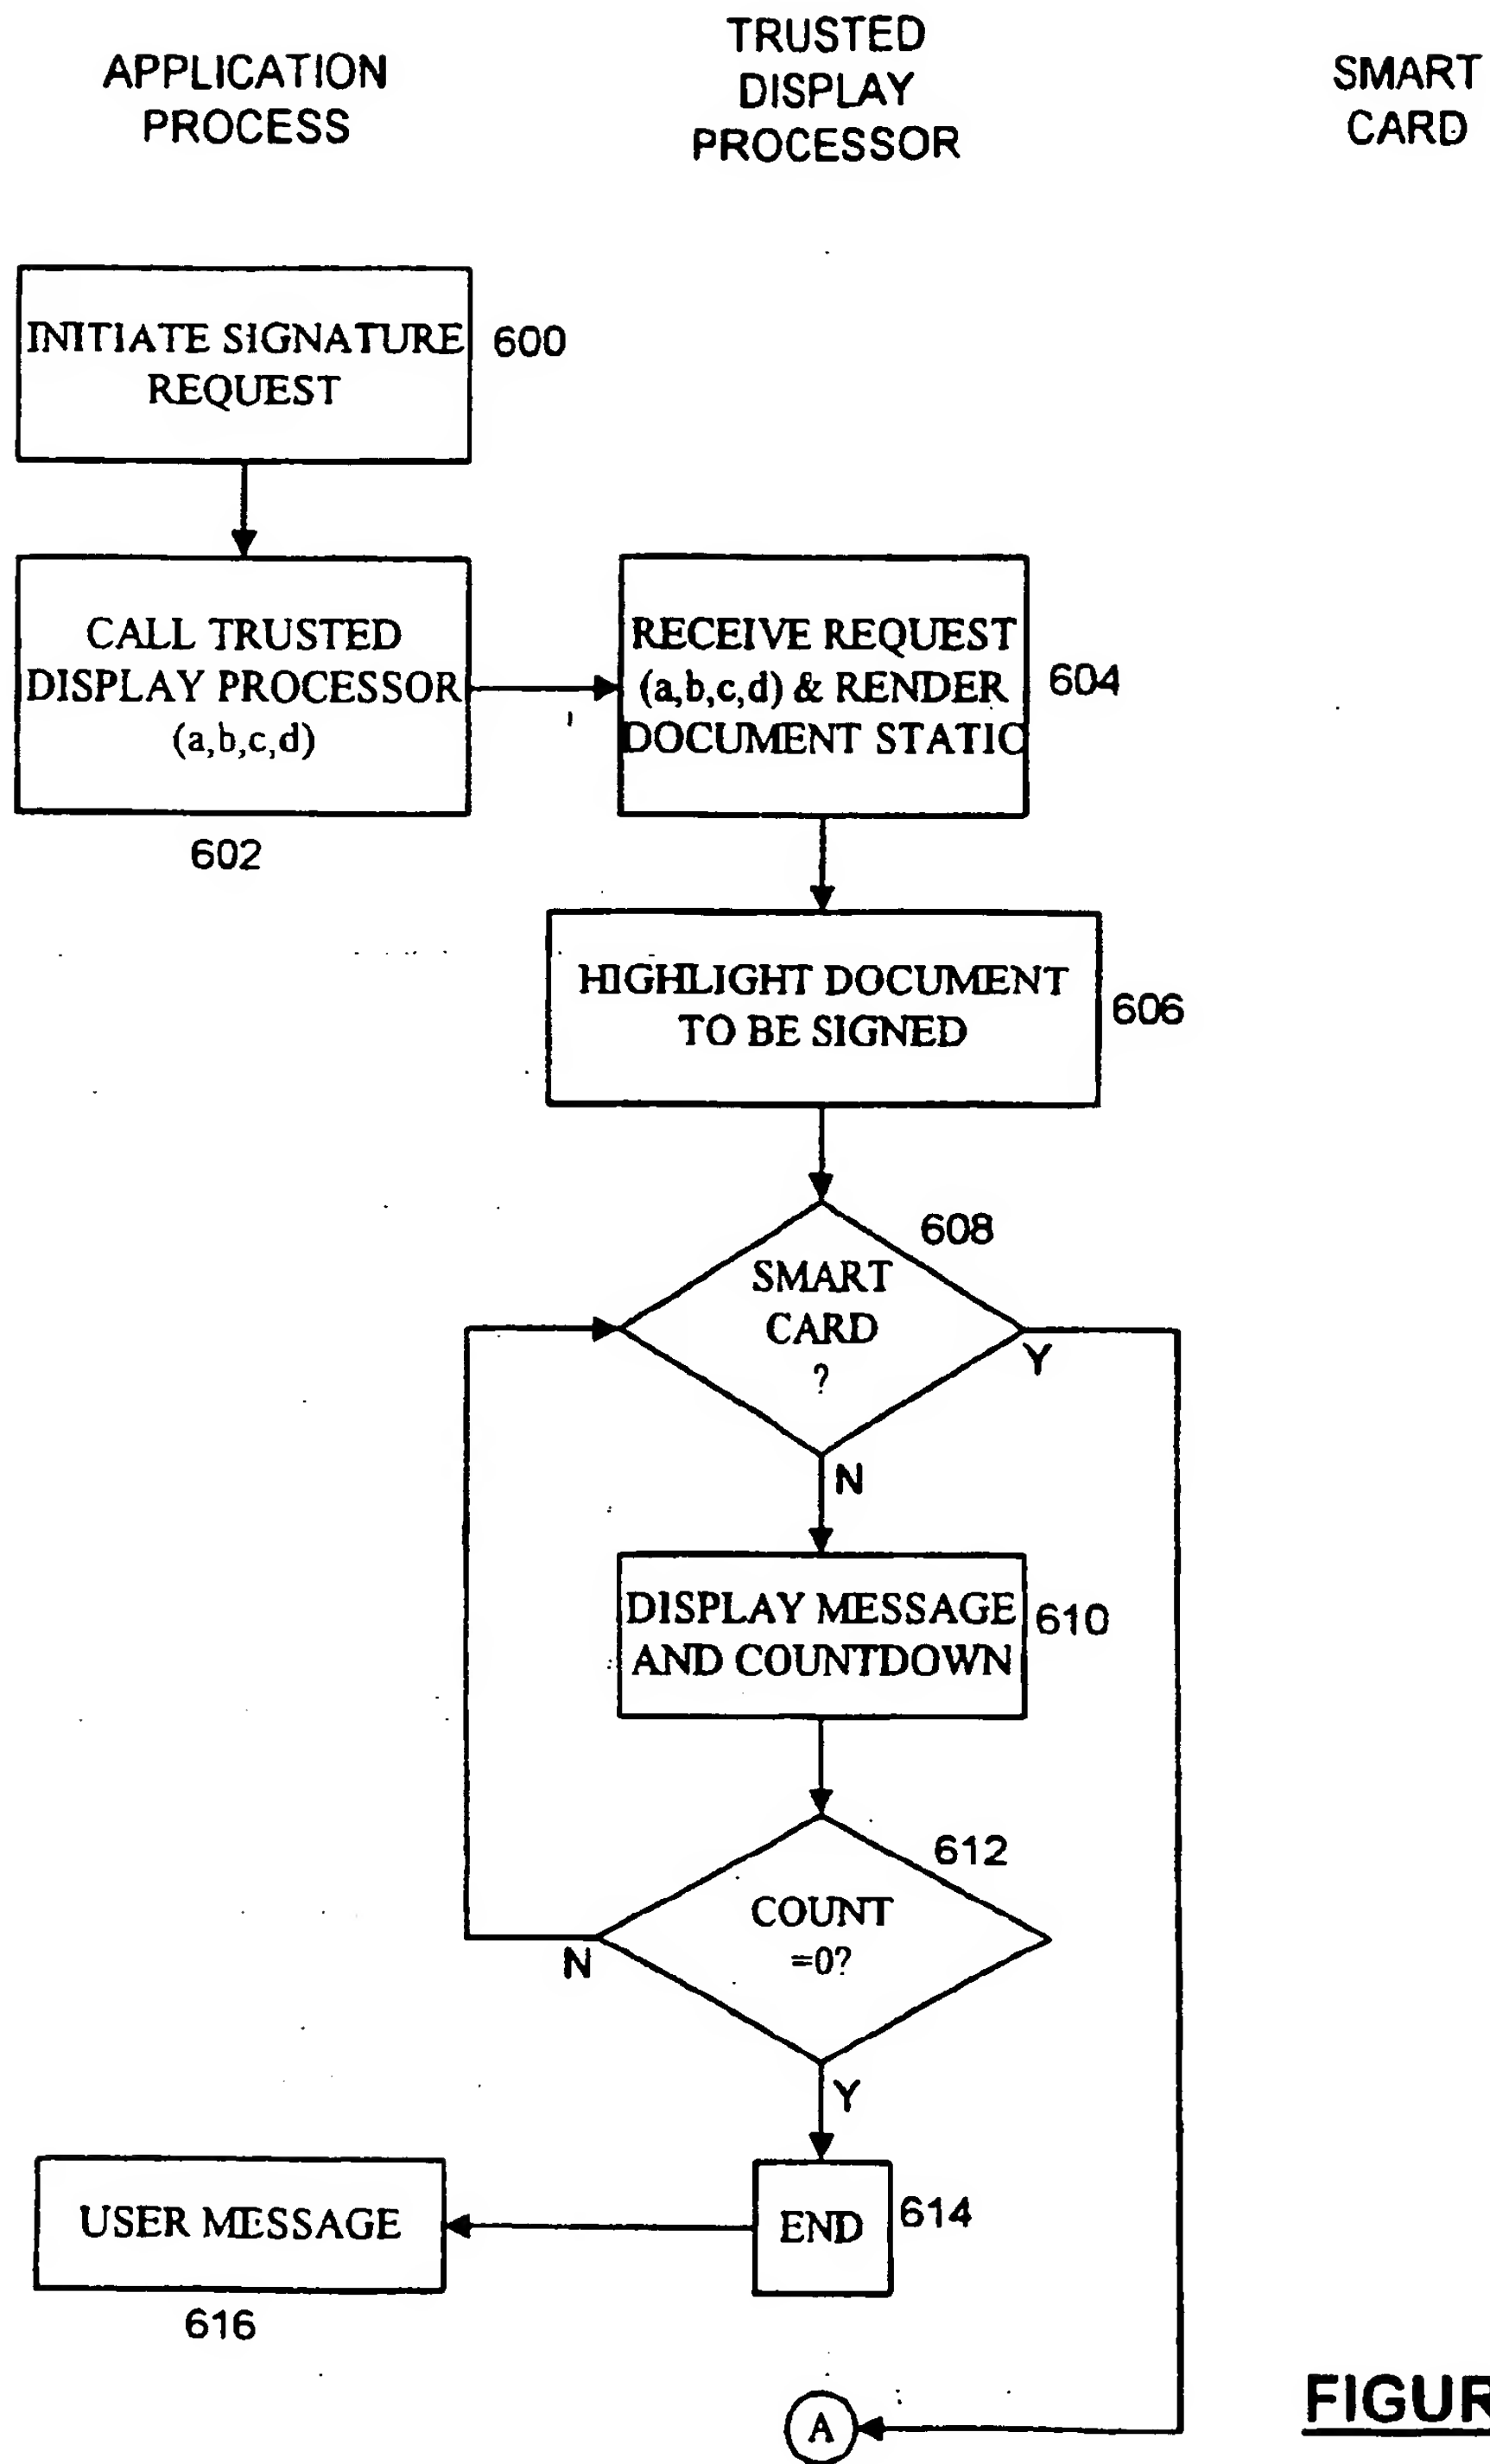 APPLICATION
PROCESS
TRUSTED
DISPLAY
PROCESSOR
SMART
CARD
INITIATE SIGNATURE
REQUEST
600
CALL TRUSTED
DISPLAY PROCESSOR
(a,b,c,d)
602
RECEIVE REQUEST
(a,b,c,d) & RENDER
DOCUMENT STATIC
604
HIGHLIGHT DOCUMENT
TO BE SIGNED
606
608
SMART
CARD
?
Y
N
DISPLAY MESSAGE
AND COUNTDOWN
610
612
COUNT
=0?
N
Y
USER MESSAGE
616
END
614
A
FIGUR